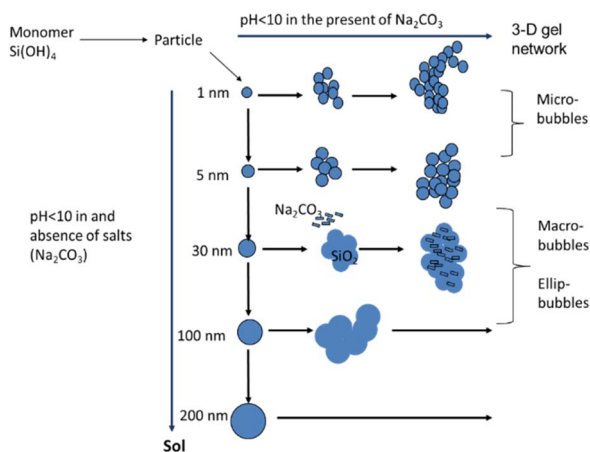 pH<10 in the present of Na₂CO₃
Monomer
Si(OH)₄
Particle
3-D gel
network
1 nm
Micro-
bubbles
5 nm
Na₂CO₃
pH<10 in and
absence of salts
(Na₂CO₃)
30 nm
SiO₂
Macro-
bubbles
Ellip-
bubbles
100 nm
200 nm
Sol